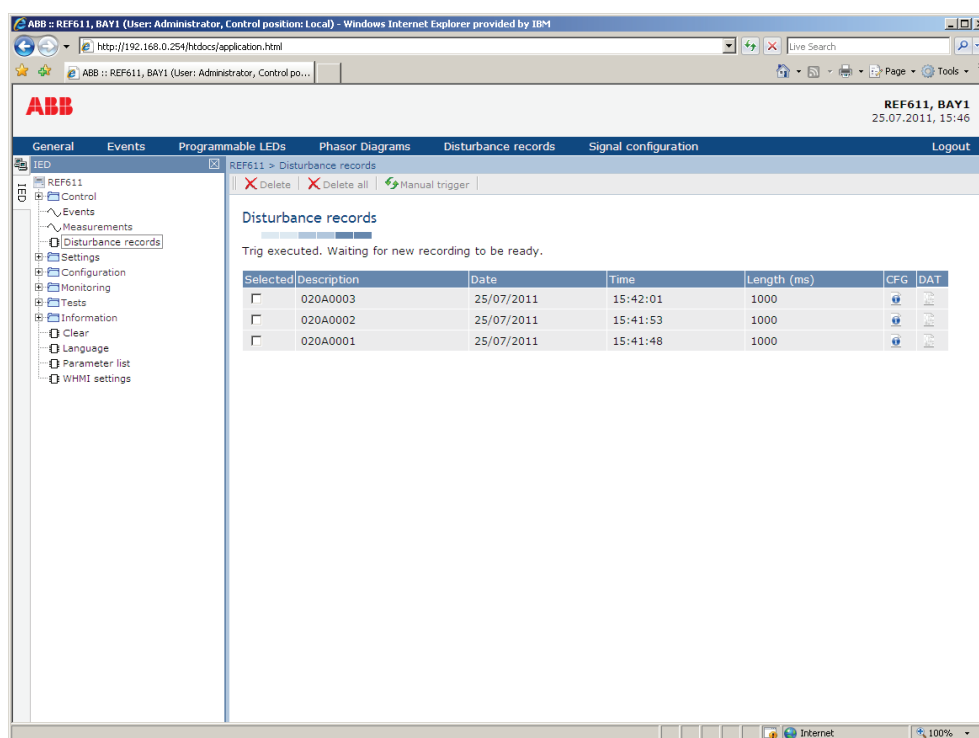 ABB :: REF611, BAY1 (User: Administrator, Control position: Local) - Windows Internet Explorer provided by IBM
http://192.168.0.254/htdocs/application.html
Live Search
ABB :: REF611, BAY1 (User: Administrator, Control po...
Page
Tools
ABB
REF611, BAY1
25.07.2011, 15:46
General Events Programmable LEDs Phasor Diagrams Disturbance records Signal configuration Logout
IED
IED
REF611
Control
Events
Measurements
Disturbance records
Settings
Configuration
Monitoring
Tests
Information
Clear
Language
Parameter list
WHMI settings
REF611 > Disturbance records
Delete Delete all Manual trigger
Disturbance records
Trig executed. Waiting for new recording to be ready.
Selected Description Date Time Length (ms) CFG DAT
020A0003 25/07/2011 15:42:01 1000
020A0002 25/07/2011 15:41:53 1000
020A0001 25/07/2011 15:41:48 1000
Internet 100%